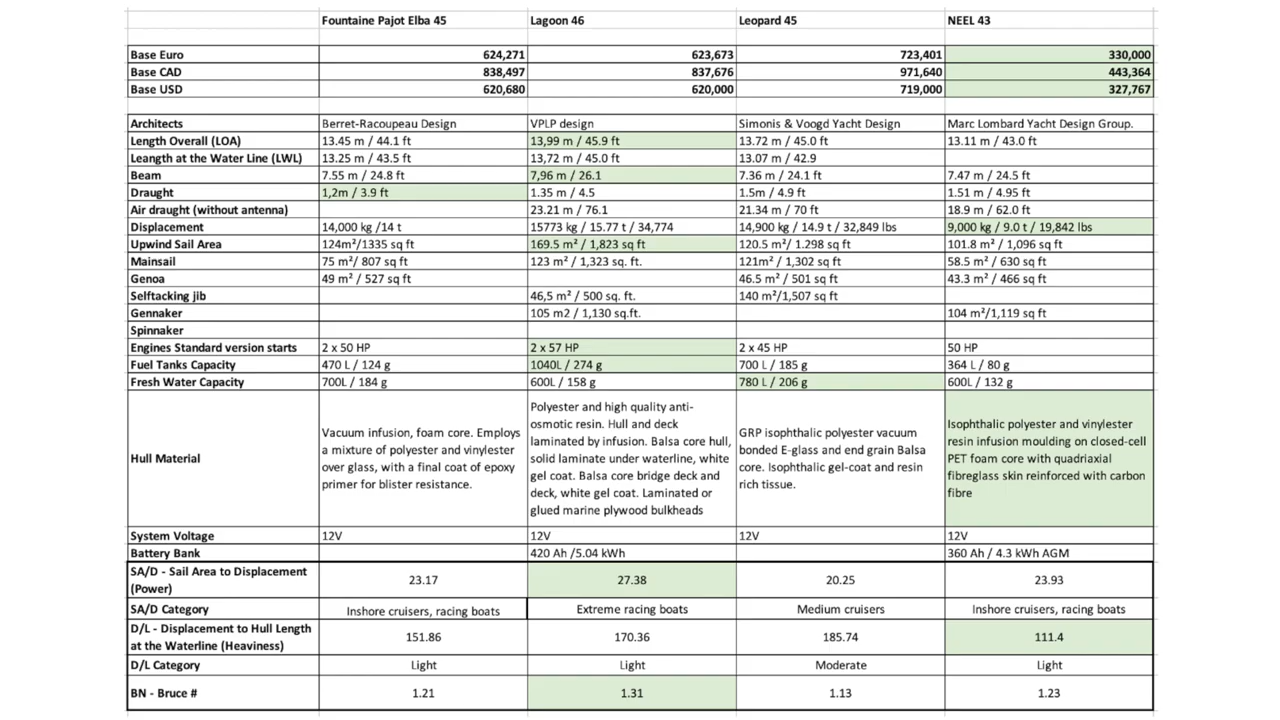 Fountaine Pajot Elba 45 Lagoon 46 Leopard 45 NEEL 43
Base Euro 624,271 623,673 723,401 330,000
Base CAD 838,497 837,676 971,640 443,364
Base USD 620,680 620,000 719,000 327,767
Architects Berret-Racoupeau Design VPLP design Simonis & Voogd Yacht Design Marc Lombard Yacht Design Group.
Length Overall (LOA) 13.45 m / 44.1 ft 13,99 m / 45.9 ft 13.72 m / 45.0 ft 13.11 m / 43.0 ft
Leangth at the Water Line (LWL) 13.25 m / 43.5 ft 13,72 m / 45.0 ft 13.07 m / 42.9
Beam 7.55 m / 24.8 ft 7,96 m / 26.1 7.36 m / 24.1 ft 7.47 m / 24.5 ft
Draught 1,2m / 3.9 ft 1.35 m / 4.5 1.5m / 4.9 ft 1.51 m / 4.95 ft
Air draught (without antenna) 23.21 m / 76.1 21.34 m / 70 ft 18.9 m / 62.0 ft
Displacement 14,000 kg /14 t 15773 kg / 15.77 t / 34,774 14,900 kg / 14.9 t / 32,849 lbs 9,000 kg / 9.0 t / 19,842 lbs
Upwind Sail Area 124m²/1335 sq ft 169.5 m² / 1,823 sq ft 120.5 m²/ 1.298 sq ft 101.8 m² / 1,096 sq ft
Mainsail 75 m²/ 807 sq ft 123 m² / 1,323 sq. ft. 121m² / 1,302 sq ft 58.5 m² / 630 sq ft
Genoa 49 m² / 527 sq ft 46.5 m² / 501 sq ft 43.3 m² / 466 sq ft
Selftacking jib 46,5 m² / 500 sq. ft. 140 m²/1,507 sq ft
Gennaker 105 m2 / 1,130 sq.ft. 104 m²/1,119 sq ft
Spinnaker
Engines Standard version starts 2 x 50 HP 2 x 57 HP 2 x 45 HP 50 HP
Fuel Tanks Capacity 470 L / 124 g 1040L / 274 g 700 L / 185 g 364 L / 80 g
Fresh Water Capacity 700L / 184 g 600L / 158 g 780 L / 206 g 600L / 132 g
Hull Material
Vacuum infusion, foam core. Employs
a mixture of polyester and vinylester
over glass, with a final coat of epoxy
primer for blister resistance.
Polyester and high quality anti-
osmotic resin. Hull and deck
laminated by infusion. Balsa core hull,
solid laminate under waterline, white
gel coat. Balsa core bridge deck and
deck, white gel coat. Laminated or
glued marine plywood bulkheads
GRP isophthalic polyester vacuum
bonded E-glass and end grain Balsa
core. Isophthalic gel-coat and resin
rich tissue.
Isophthalic polyester and vinylester
resin infusion moulding on closed-cell
PET foam core with quadriaxial
fibreglass skin reinforced with carbon
fibre
System Voltage 12V 12V 12V 12V
Battery Bank 420 Ah /5.04 kWh 360 Ah / 4.3 kWh AGM
SA/D - Sail Area to Displacement
(Power) 23.17 27.38 20.25 23.93
SA/D Category Inshore cruisers, racing boats Extreme racing boats Medium cruisers Inshore cruisers, racing boats
D/L - Displacement to Hull Length
at the Waterline (Heaviness) 151.86 170.36 185.74 111.4
D/L Category Light Light Moderate Light
BN - Bruce # 1.21 1.31 1.13 1.23